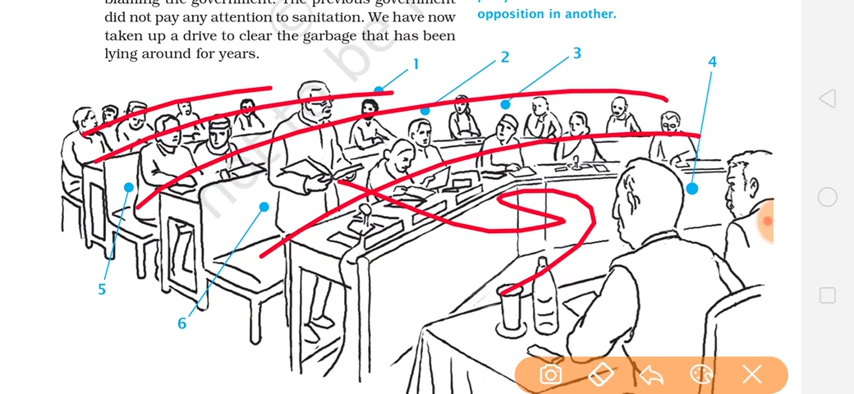 did not pay any attention to sanitation. We have now
taken up a drive to clear the garbage that has been
lying around for years.
opposition in another.
1
2
3
4
5
6